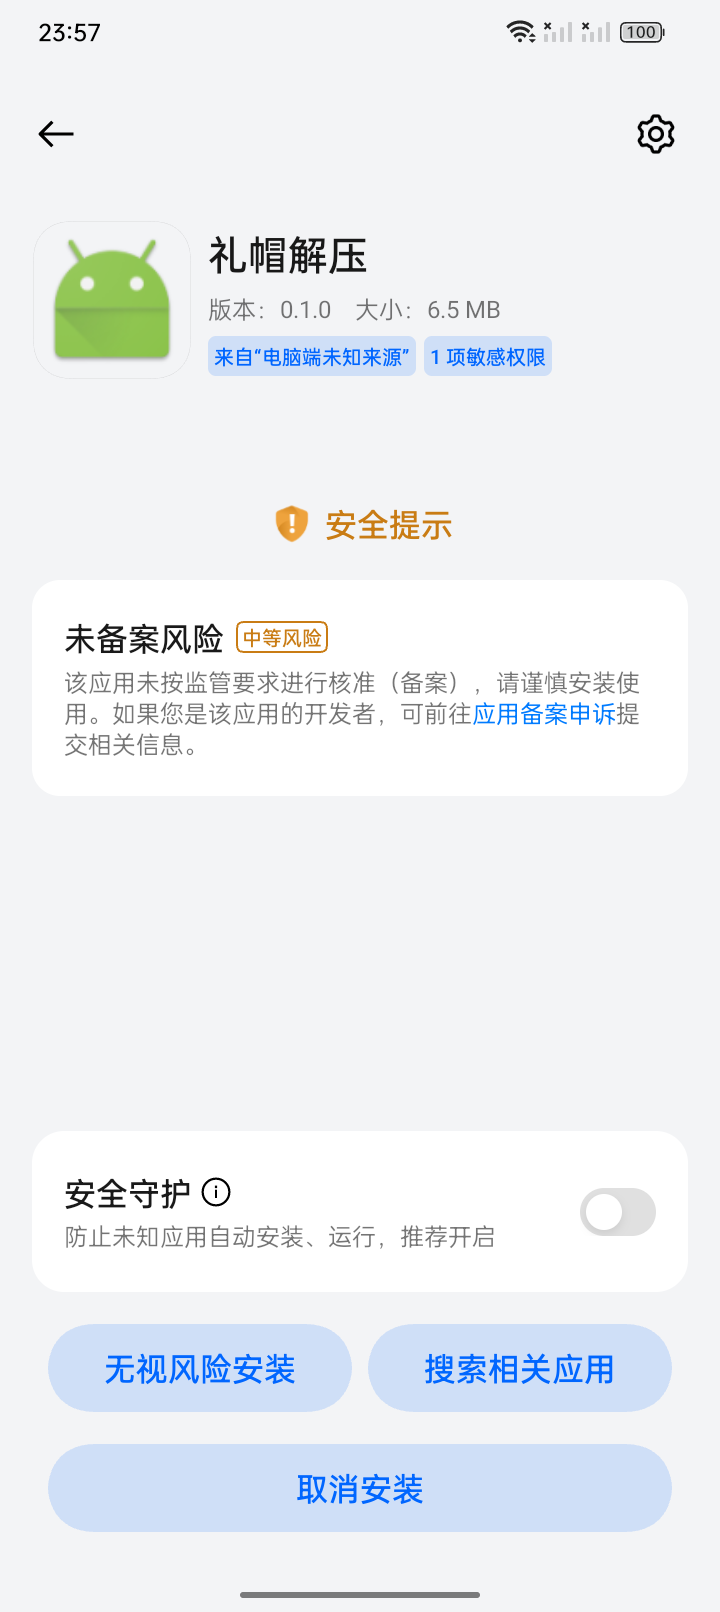 23:57
100
礼帽解压
版本：0.1.0 大小：6.5 MB
来自“电脑端未知来源” 1 项敏感权限
安全提示
未备案风险 中等风险
该应用未按监管要求进行核准（备案），请谨慎安装使
用。如果您是该应用的开发者，可前往应用备案申诉提
交相关信息。
安全守护
防止未知应用自动安装、运行，推荐开启
无视风险安装 搜索相关应用
取消安装